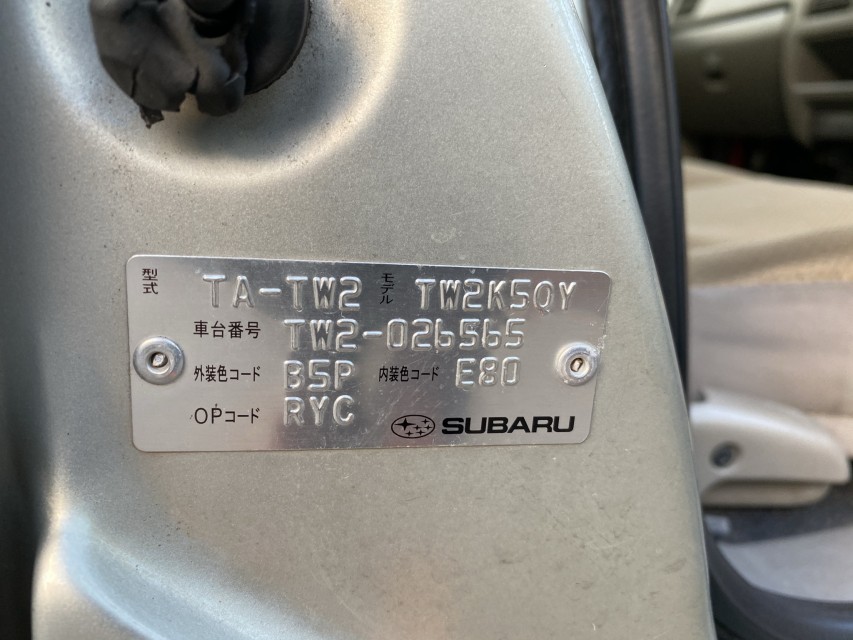 型式 TA-TW2 モデル TW2K5QY
車台番号 TW2-026565
外装色コード B5P 内装色コード E80
OPコード RYC SUBARU